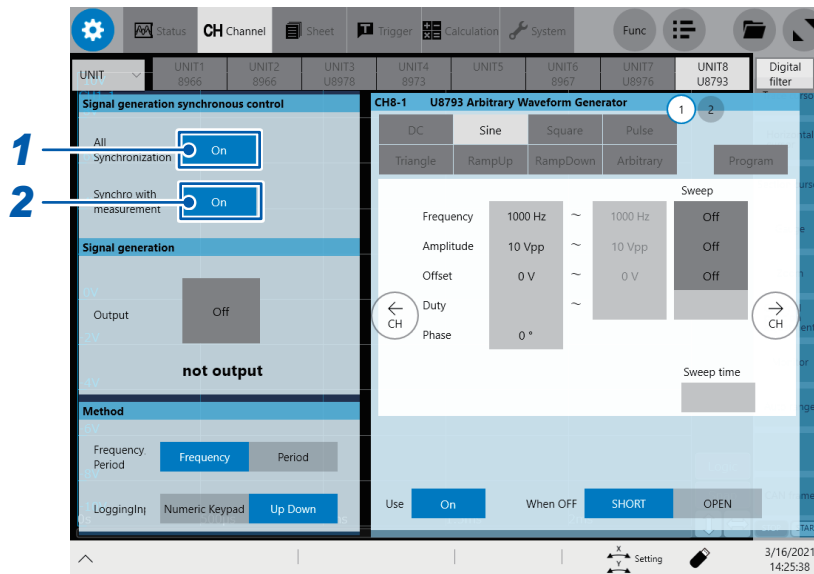 Status CH Channel Sheet Trigger Calculation System Func
UNIT UNIT1 8966 UNIT2 8966 UNIT3 U8978 UNIT4 8973 UNIT5 UNIT6 8967 UNIT7 U8976 UNIT8 U8793 Digital filter
Signal generation synchronous control
1
All Synchronization On
2
Synchro with measurement On
Signal generation
Output Off
not output
Method
Frequency. Period Frequency Period
LoggingIn Numeric Keypad Up Down
CH8-1 U8793 Arbitrary Waveform Generator 1 2
DC Sine Square Pulse
Triangle RampUp RampDown Arbitrary Program
Sweep
Frequency 1000 Hz ~ 1000 Hz Off
Amplitude 10 Vpp ~ 10 Vpp Off
Offset 0 V ~ 0 V Off
Duty ~
Phase 0 °
← CH
→ CH
Sweep time
Use On When OFF SHORT OPEN
X Y Setting
3/16/2021
14:25:38